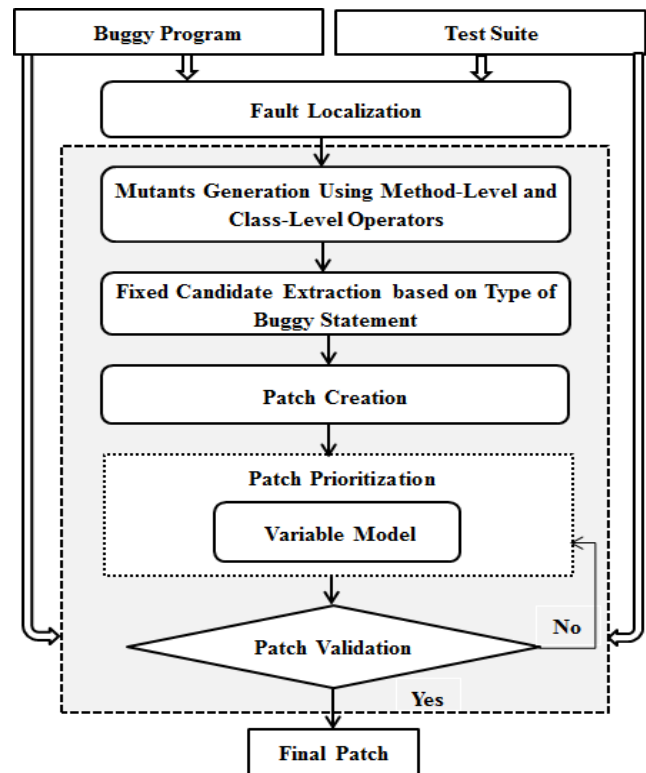 Buggy Program
Test Suite
Fault Localization
Mutants Generation Using Method-Level and
Class-Level Operators
Fixed Candidate Extraction based on Type of
Buggy Statement
Patch Creation
Patch Prioritization
Variable Model
Patch Validation
No
Yes
Final Patch